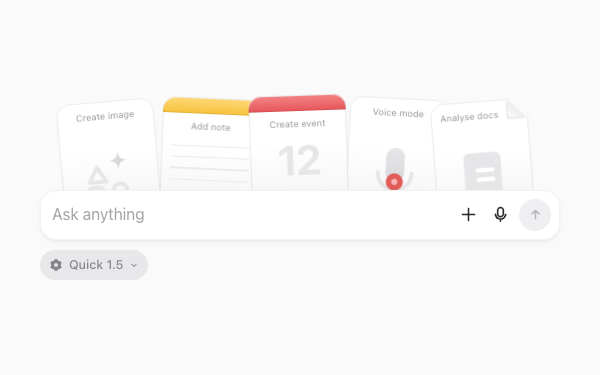 Create image
Add note
Create event
12
Voice mode
Analyse docs
Ask anything
Quick 1.5